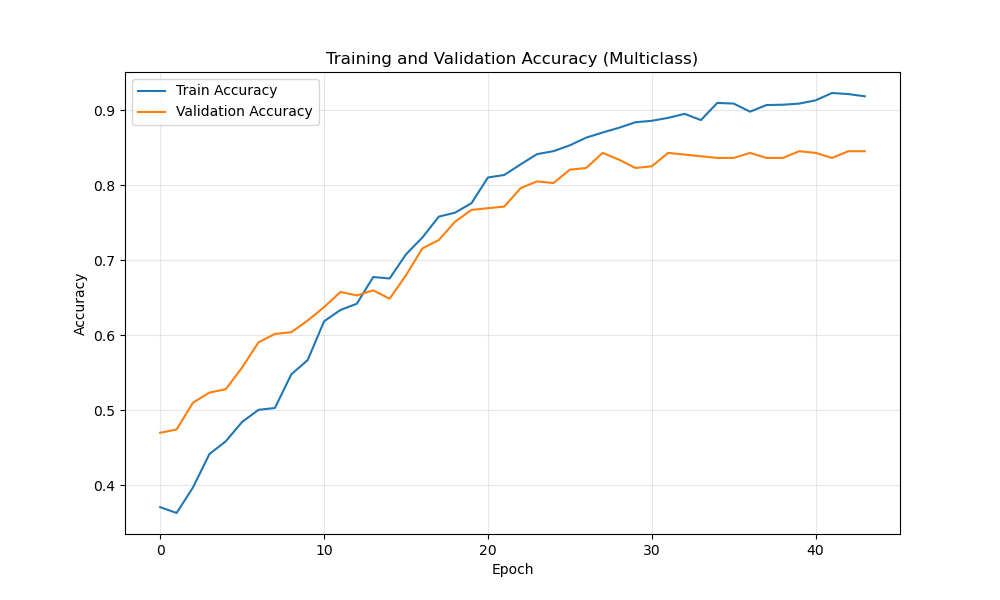 Training and Validation Accuracy (Multiclass)
Train Accuracy
Validation Accuracy
0.9
0.8
0.7
0.6
0.5
0.4
Accuracy
0 10 20 30 40
Epoch